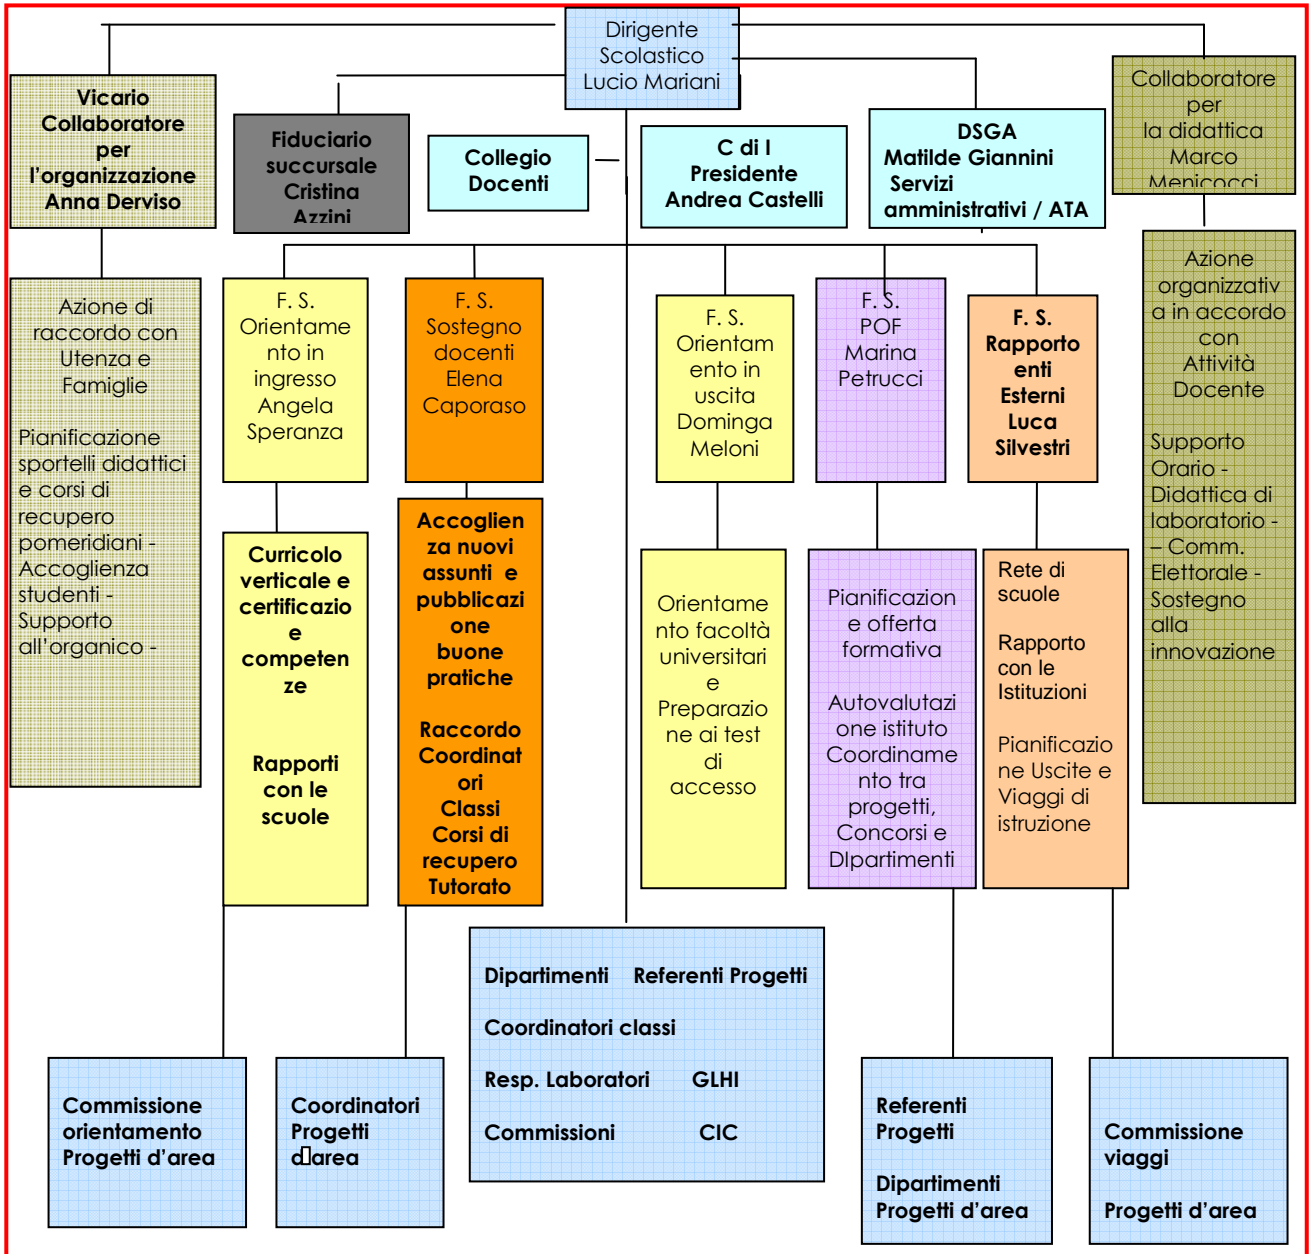 Dirigente
Scolastico
Lucio Mariani
Vicario
Collaboratore
per
l'organizzazione
Anna Derviso
Fiduciario
succursale
Cristina
Azzini
Collegio
Docenti
C di I
Presidente
Andrea Castelli
DSGA
Matilde Giannini
Servizi
amministrativi / ATA
Collaboratore
per
la didattica
Marco
Menicocci
Azione di
raccordo con
Utenza e
Famiglie
Pianificazione
sportelli didattici
e corsi di
recupero
pomeridiani -
Accoglienza
studenti -
Supporto
all'organico -
F. S.
Orientame
nto in
ingresso
Angela
Speranza
F. S.
Sostegno
docenti
Elena
Caporaso
F. S.
Orientam
ento in
uscita
Dominga
Meloni
F. S.
POF
Marina
Petrucci
F. S.
Rapporto
enti
Esterni
Luca
Silvestri
Azione
organizzativ
a in accordo
con
Attività
Docente
Supporto
Orario -
Didattica di
laboratorio -
– Comm.
Elettorale -
Sostegno
alla
innovazione
Curricolo
verticale e
certificazio
e
competen
ze
Rapporti
con le
scuole
Accoglien
za nuovi
assunti e
pubblicazi
one
buone
pratiche
Raccordo
Coordinat
ori
Classi
Corsi di
recupero
Tutorato
Orientame
nto facoltà
universitari
e
Preparazio
ne ai test
di
accesso
Pianificazion
e offerta
formativa
Autovalutazi
one istituto
Coordiname
nto tra
progetti,
Concorsi e
DIpartimenti
Rete di
scuole
Rapporto
con le
Istituzioni
Pianificazio
ne Uscite e
Viaggi di
istruzione
Commissione
orientamento
Progetti d'area
Coordinatori
Progetti
d'area
Dipartimenti Referenti Progetti
Coordinatori classi
Resp. Laboratori GLHI
Commissioni CIC
Referenti
Progetti
Dipartimenti
Progetti d'area
Commissione
viaggi
Progetti d'area